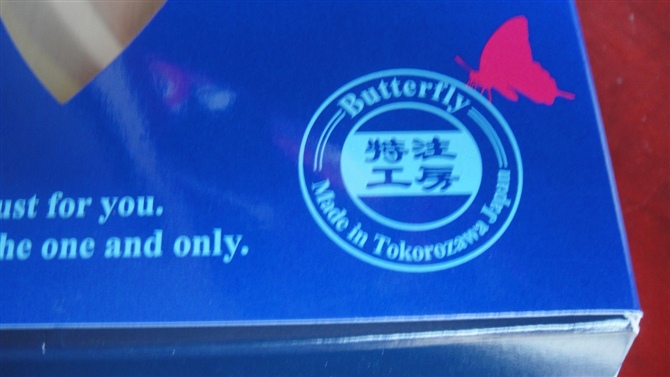 Butterfly
特注
工房
Made in Tokorozawa Japan
ust for you.
he one and only.